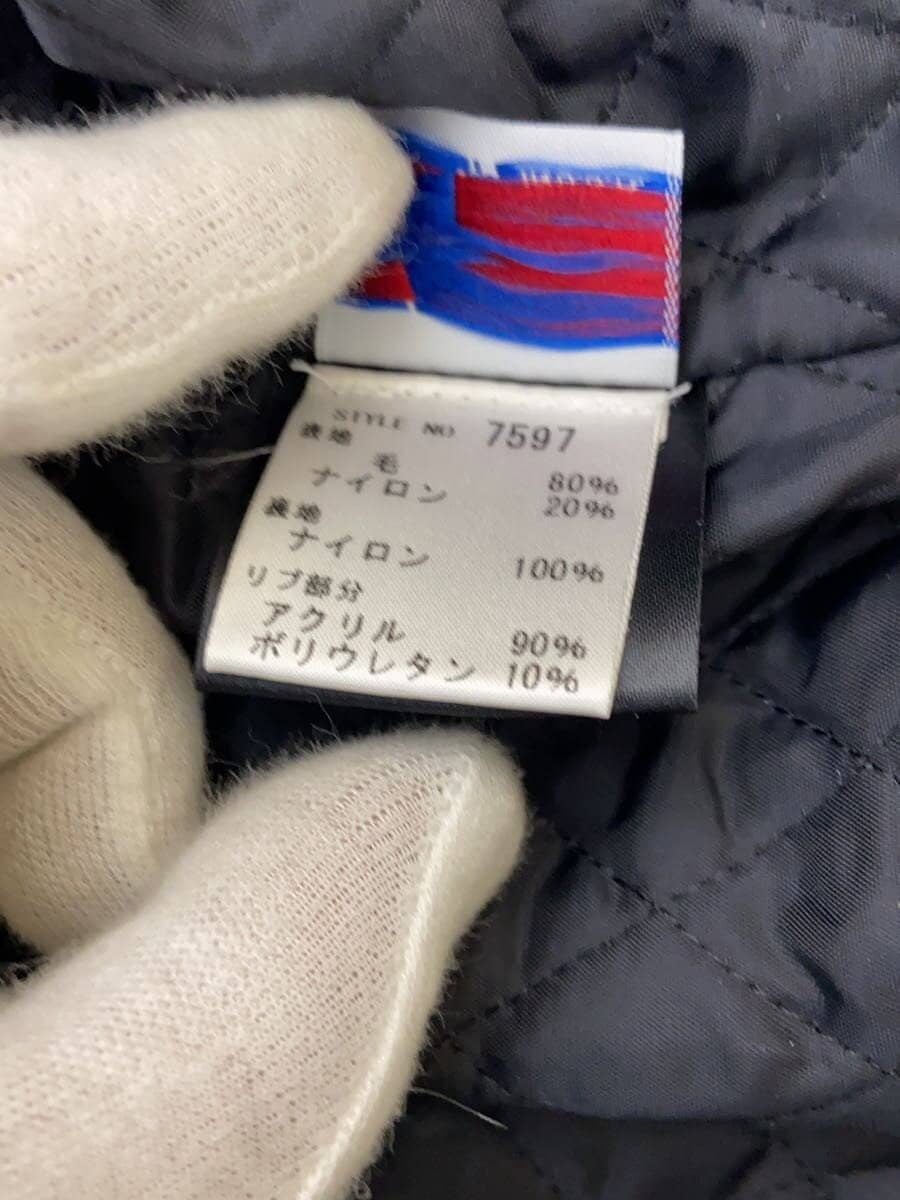 STYLE NO 7597
表地
毛 80%
ナイロン 20%
裏地
ナイロン 100%
リブ部分
アクリル 90%
ポリウレタン 10%